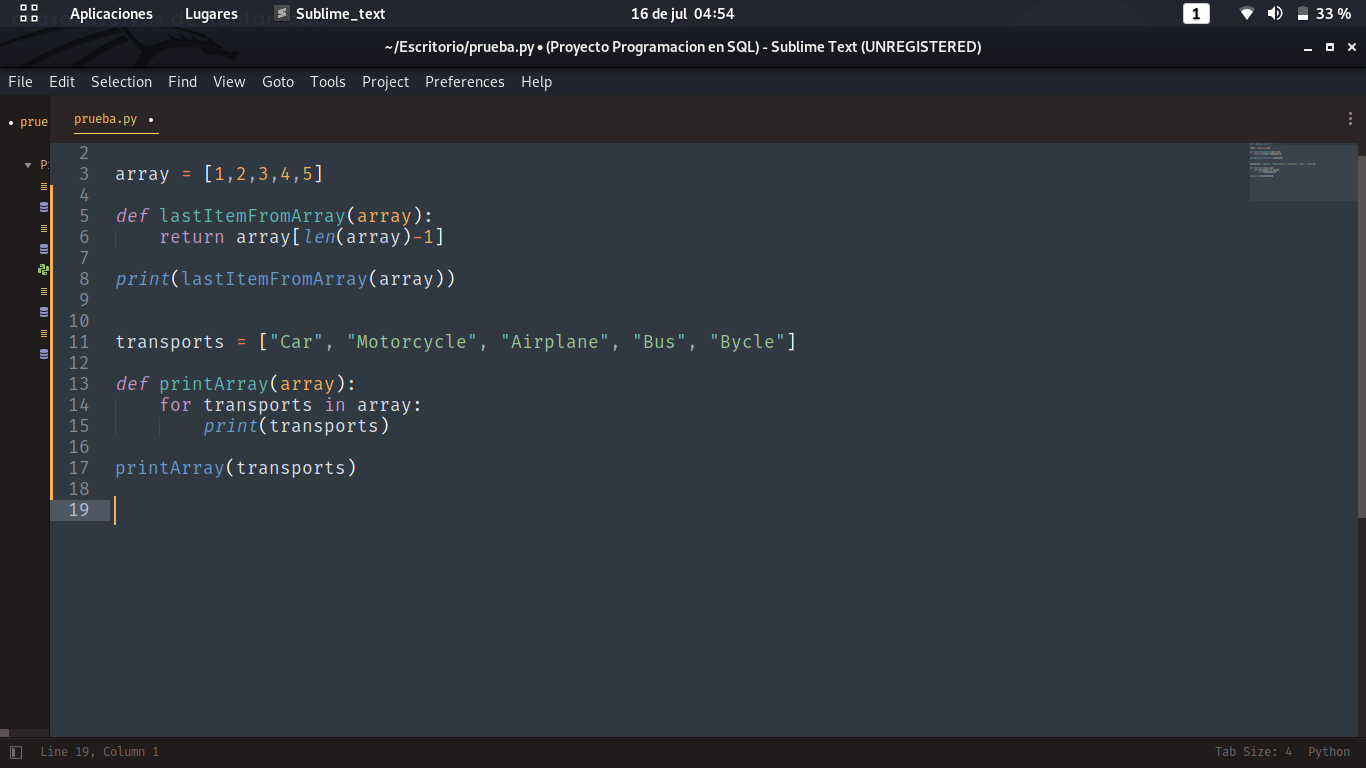 Aplicaciones Lugares Sublime_text 16 de jul 04:54 1 33 %
~/Escritorio/prueba.py • (Proyecto Programacion en SQL) - Sublime Text (UNREGISTERED)
File Edit Selection Find View Goto Tools Project Preferences Help
• prue prueba.py •
2
3 array = [1,2,3,4,5]
4
5 def lastItemFromArray(array):
6 return array[len(array)-1]
7
8 print(lastItemFromArray(array))
9
10
11 transports = ["Car", "Motorcycle", "Airplane", "Bus", "Bycle"]
12
13 def printArray(array):
14 for transports in array:
15 print(transports)
16
17 printArray(transports)
18
19
Line 19, Column 1 Tab Size: 4 Python